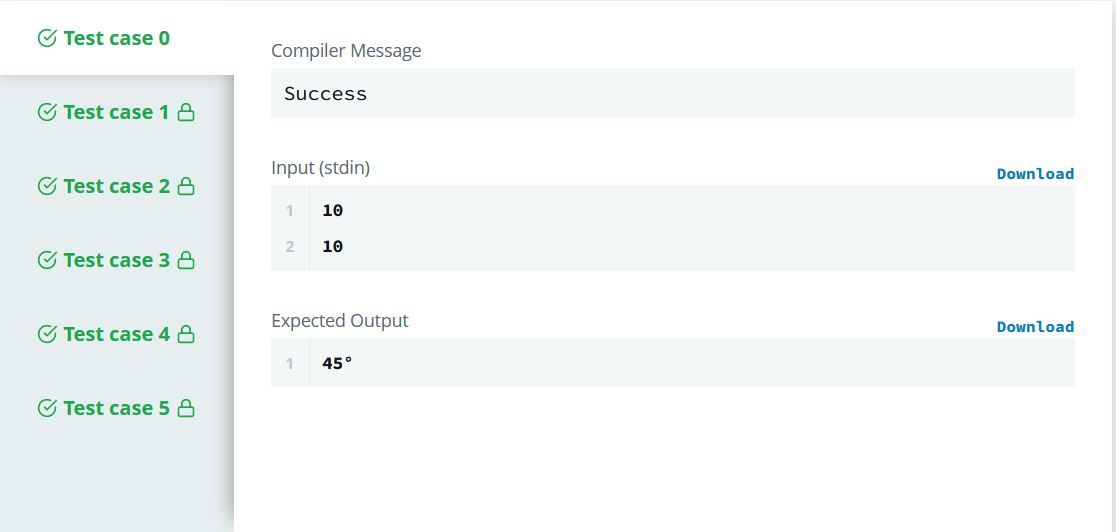 Test case 0
Test case 1
Test case 2
Test case 3
Test case 4
Test case 5
Compiler Message
Success
Input (stdin)
Download
1 10
2 10
Expected Output
Download
1 45°